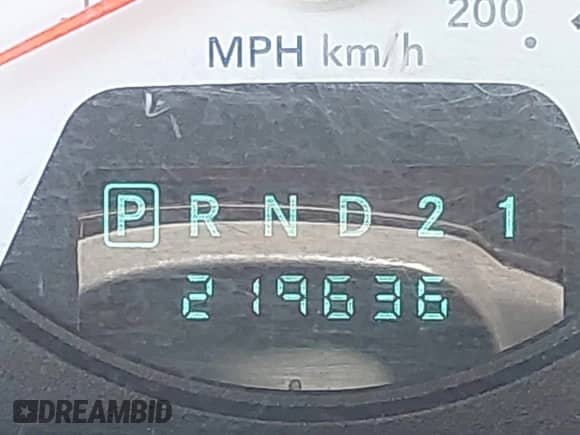 200
MPH km/h
P R N D 2 1
219636
DREAMBID